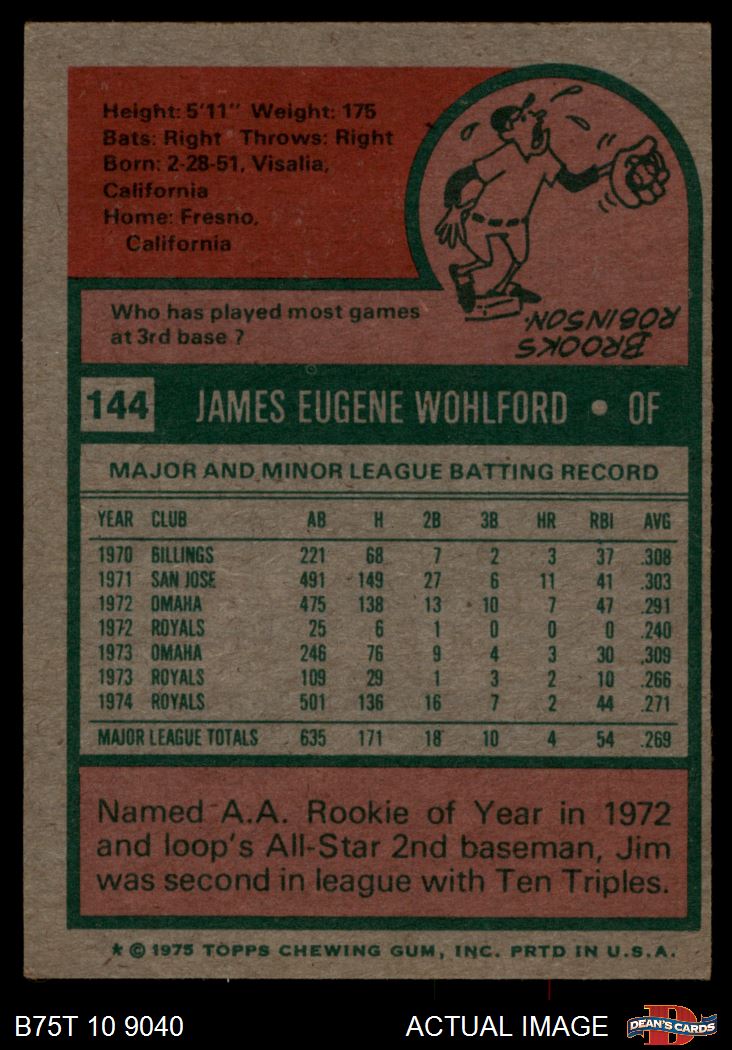 Height: 5'11" Weight: 175
Bats: Right Throws: Right
Born: 2-28-51, Visalia,
California
Home: Fresno,
California
Who has played most games
at 3rd base ?
BROOKS
ROBINSON
144 JAMES EUGENE WOHLFORD • OF
MAJOR AND MINOR LEAGUE BATTING RECORD
YEAR CLUB AB H 2B 3B HR RBI AVG
1970 BILLINGS 221 68 7 2 3 37 .308
1971 SAN JOSE 491 149 27 6 11 41 .303
1972 OMAHA 475 138 13 10 7 47 .291
1972 ROYALS 25 6 1 0 0 0 .240
1973 OMAHA 246 76 9 4 3 30 .309
1973 ROYALS 109 29 1 3 2 10 .266
1974 ROYALS 501 136 16 7 2 44 .271
MAJOR LEAGUE TOTALS 635 171 18 10 4 54 .269
Named A.A. Rookie of Year in 1972
and loop's All-Star 2nd baseman, Jim
was second in league with Ten Triples.
* © 1975 TOPPS CHEWING GUM, INC. PRTD IN U.S.A.
B75T 10 9040 ACTUAL IMAGE DEAN'S CARDS